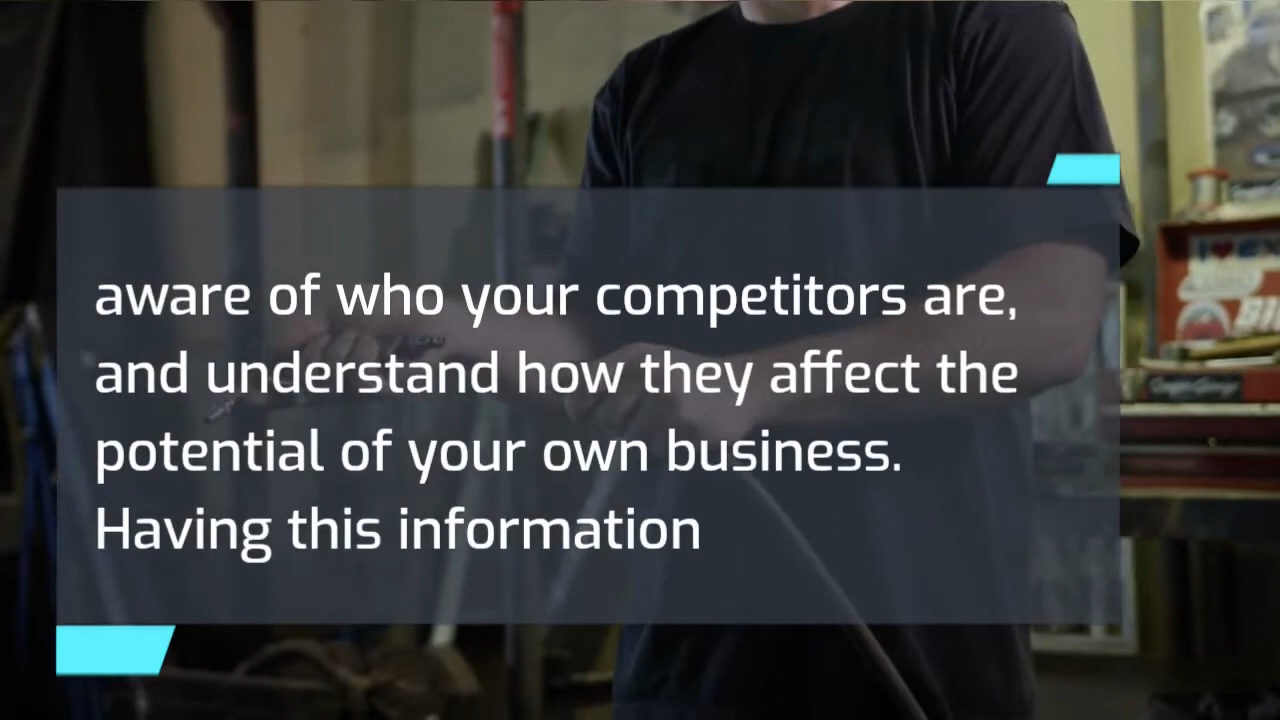 aware of who your competitors are,
and understand how they affect the
potential of your own business.
Having this information